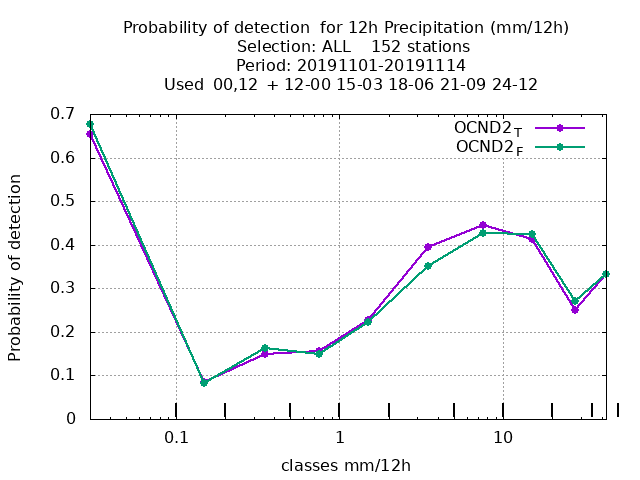 Probability of detection  for 12h Precipitation (mm/12h)
Selection: ALL    152 stations
Period: 20191101-20191114
Used  00,12  + 12-00 15-03 18-06 21-09 24-12
OCND2T
OCND2F
0.7
0.6
0.5
0.4
0.3
0.2
0.1
0
Probability of detection
0.1 1 10
classes mm/12h